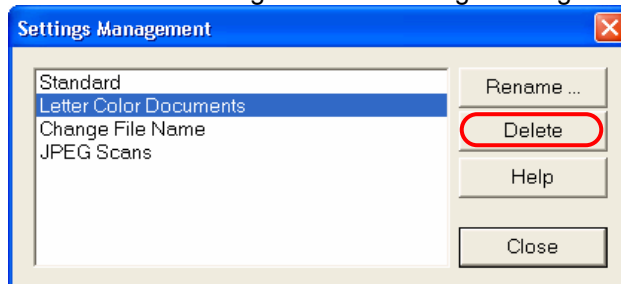 Settings Management
Standard
Letter Color Documents
Change File Name
JPEG Scans
Rename ...
Delete
Help
Close